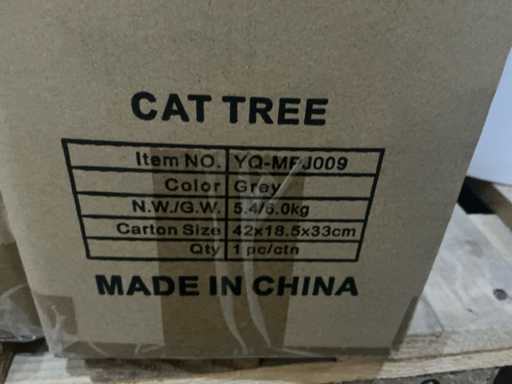 CAT TREE
Item NO. YQ-MPJ009
Color Grey
N.W./G.W. 5.4/6.0kg
Carton Size 42x18.5x33cm
Qty 1 pc/ctn
MADE IN CHINA